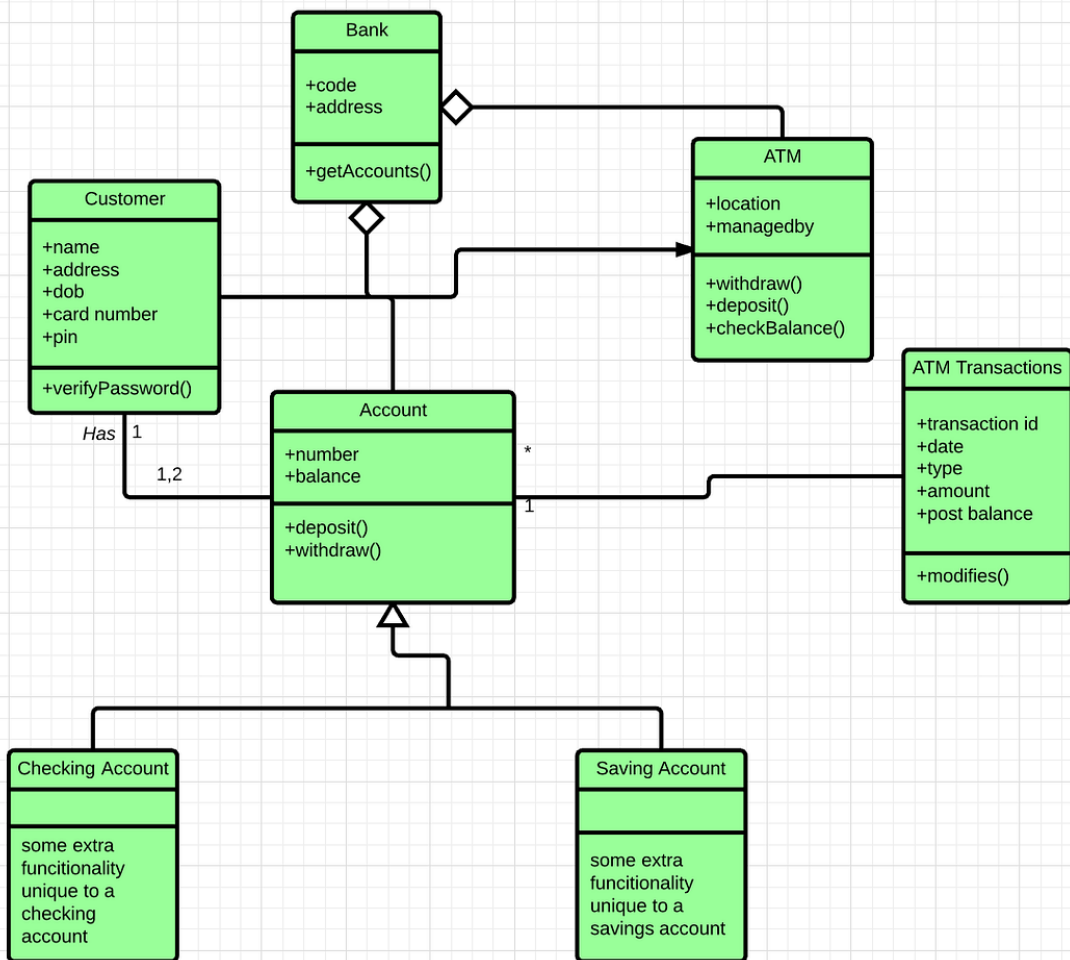 Bank
+code
+address
+getAccounts()
ATM
+location
+managedby
+withdraw()
+deposit()
+checkBalance()
Customer
+name
+address
+dob
+card number
+pin
+verifyPassword()
Has
1
1,2
Account
+number
+balance
+deposit()
+withdraw()
*
1
ATM Transactions
+transaction id
+date
+type
+amount
+post balance
+modifies()
Checking Account
some extra
funcitionality
unique to a
checking
account
Saving Account
some extra
funcitionality
unique to a
savings account